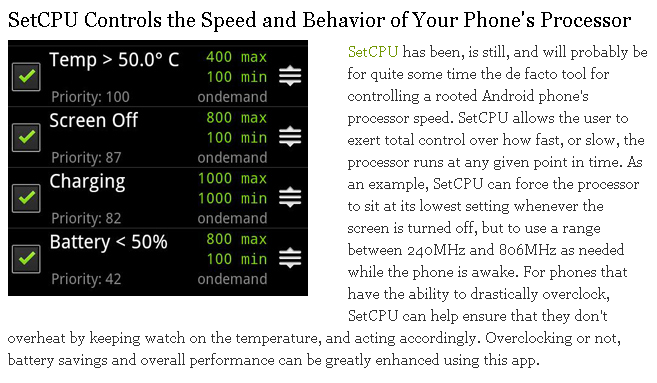 SetCPU Controls the Speed and Behavior of Your Phone's Processor
Temp > 50.0° C
400 max
100 min
Priority: 100
ondemand
Screen Off
800 max
100 min
Priority: 87
ondemand
Charging
1000 max
1000 min
Priority: 82
ondemand
Battery < 50%
800 max
100 min
Priority: 42
ondemand
SetCPU has been, is still, and will probably be
for quite some time the de facto tool for
controlling a rooted Android phone's
processor speed. SetCPU allows the user to
exert total control over how fast, or slow, the
processor runs at any given point in time. As
an example, SetCPU can force the processor
to sit at its lowest setting whenever the
screen is turned off, but to use a range
between 240MHz and 806MHz as needed
while the phone is awake. For phones that
have the ability to drastically overclock,
SetCPU can help ensure that they don't
overheat by keeping watch on the temperature, and acting accordingly. Overclocking or not,
battery savings and overall performance can be greatly enhanced using this app.